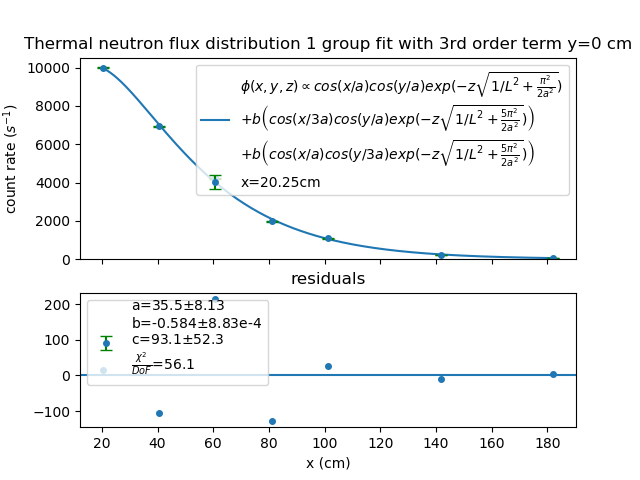 Thermal neutron flux distribution 1 group fit with 3rd order term y=0 cm
10000
8000
6000
4000
2000
0
count rate (s⁻¹)
ϕ(x, y, z) ∝ cos(x/a)cos(y/a)exp(−z√(1/L² + π²/2a²))
+b(cos(x/3a)cos(y/a)exp(−z√(1/L² + 5π²/2a²)))
+b(cos(x/a)cos(y/3a)exp(−z√(1/L² + 5π²/2a²)))
x=20.25cm
residuals
200
100
0
−100
a=35.5±8.13
b=-0.584±8.83e-4
c=93.1±52.3
χ²/DoF=56.1
20 40 60 80 100 120 140 160 180
x (cm)